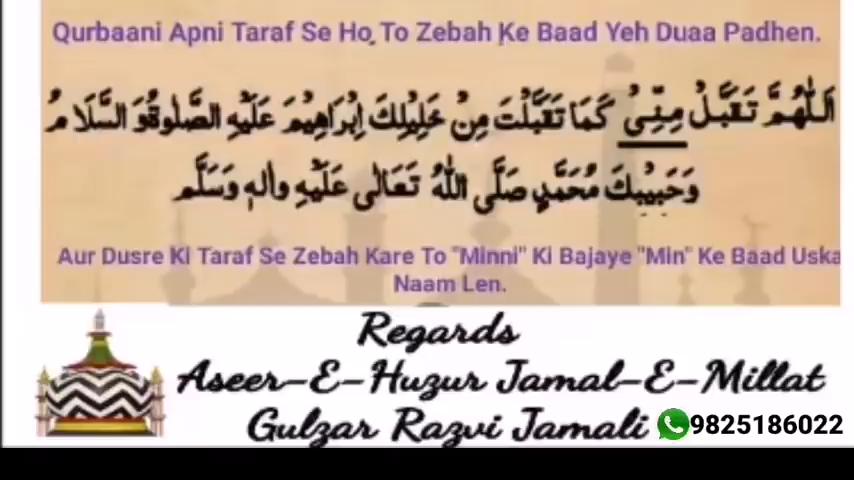 Qurbaani Apni Taraf Se Ho, To Zebah Ke Baad Yeh Duaa Padhen.
اَللّٰهُمَّ تَقَبَّلْ مِنِّیْ كَمَا تَقَبَّلْتَ مِنْ خَلِیْلِكَ اِبْرَاهِیْمَ عَلَیْهِ الصَّلٰوةُ وَالسَّلَامُ
وَحَبِیْبِكَ مُحَمَّدٍ صَلَّی اللّٰهُ تَعَالٰی عَلَیْهِ واٰلهٖ وَسَلَّم
Aur Dusre Ki Taraf Se Zebah Kare To "Minni" Ki Bajaye "Min" Ke Baad Uska
Naam Len.
Regards
Aseer-E-Huzur Jamal-E-Millat
Gulzar Razvi Jamali 9825186022